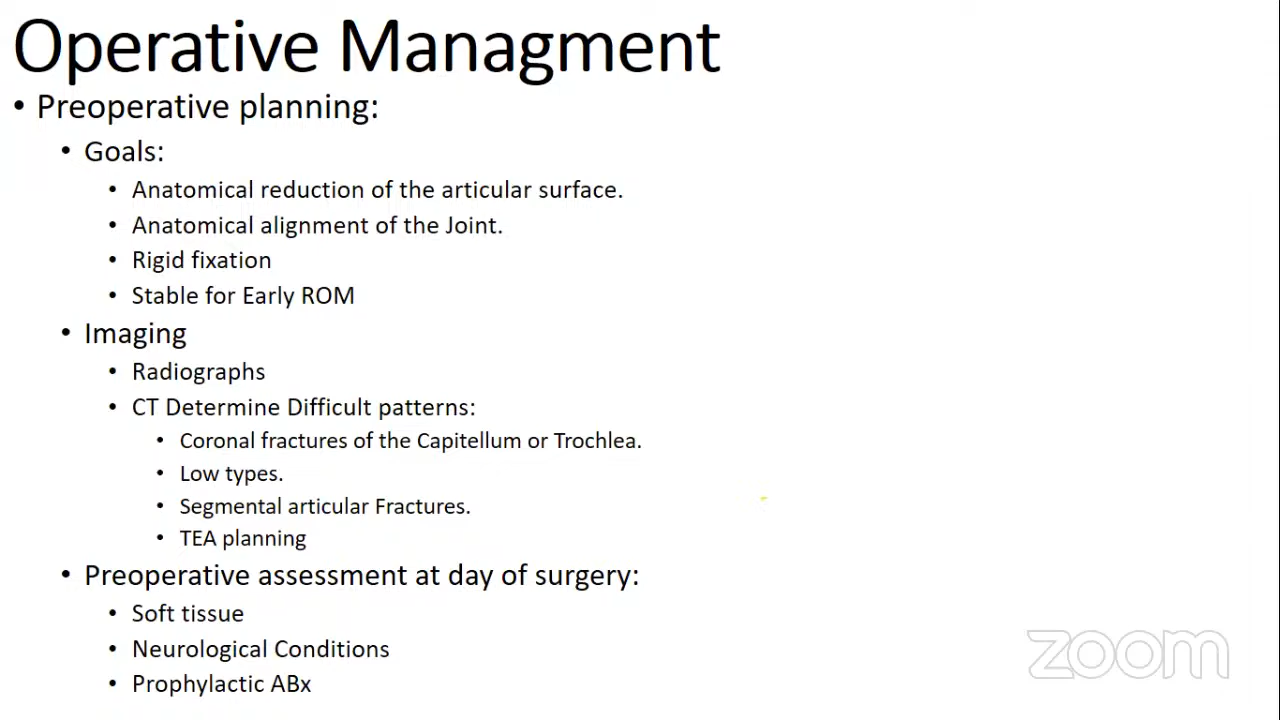 Operative Managment
• Preoperative planning:
• Goals:
• Anatomical reduction of the articular surface.
• Anatomical alignment of the Joint.
• Rigid fixation
• Stable for Early ROM
• Imaging
• Radiographs
• CT Determine Difficult patterns:
• Coronal fractures of the Capitellum or Trochlea.
• Low types.
• Segmental articular Fractures.
• TEA planning
• Preoperative assessment at day of surgery:
• Soft tissue
• Neurological Conditions
• Prophylactic ABx
zoom